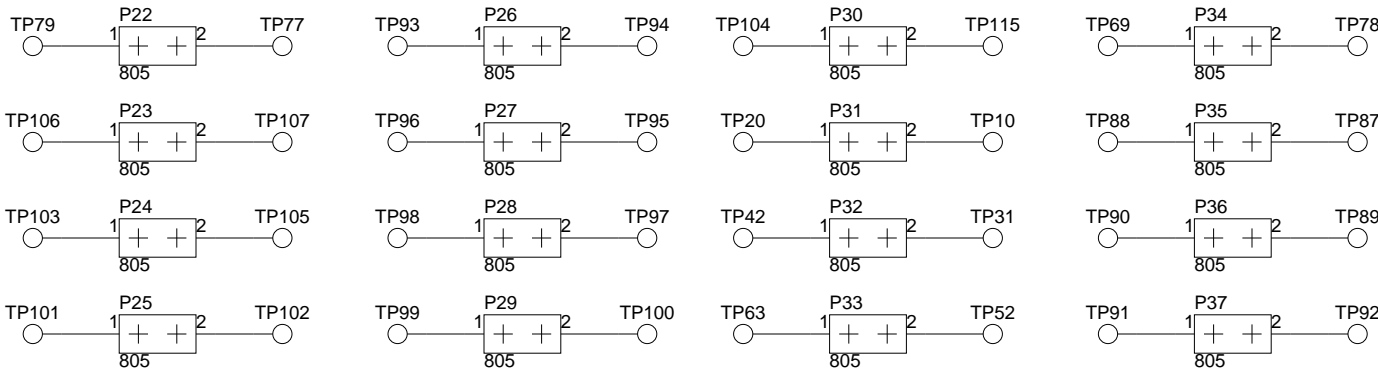 P22 P26 P30 P34
TP79 TP77 TP93 TP94 TP104 TP115 TP69 TP78
1 2 1 2 1 2 1 2
805 805 805 805
P23 P27 P31 P35
TP106 TP107 TP96 TP95 TP20 TP10 TP88 TP87
1 2 1 2 1 2 1 2
805 805 805 805
P24 P28 P32 P36
TP103 TP105 TP98 TP97 TP42 TP31 TP90 TP89
1 2 1 2 1 2 1 2
805 805 805 805
P25 P29 P33 P37
TP101 TP102 TP99 TP100 TP63 TP52 TP91 TP92
1 2 1 2 1 2 1 2
805 805 805 805